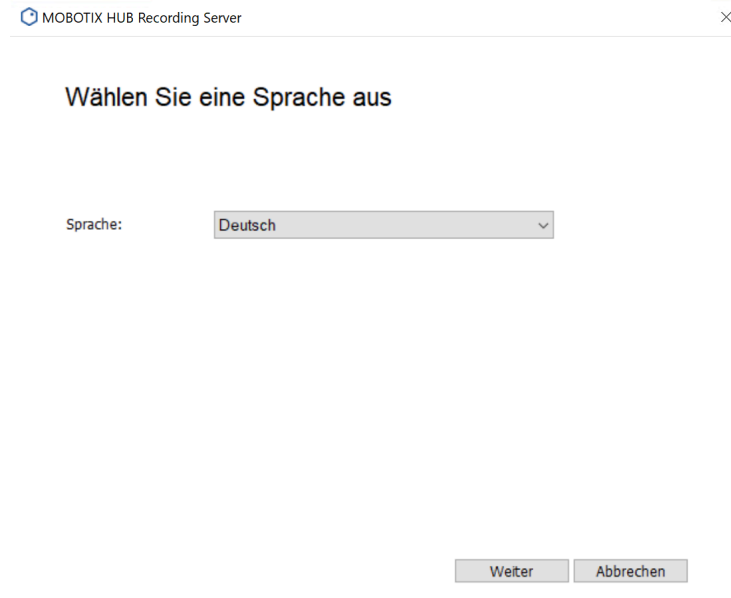 MOBOTIX HUB Recording Server
Wählen Sie eine Sprache aus
Sprache: Deutsch
Weiter Abbrechen